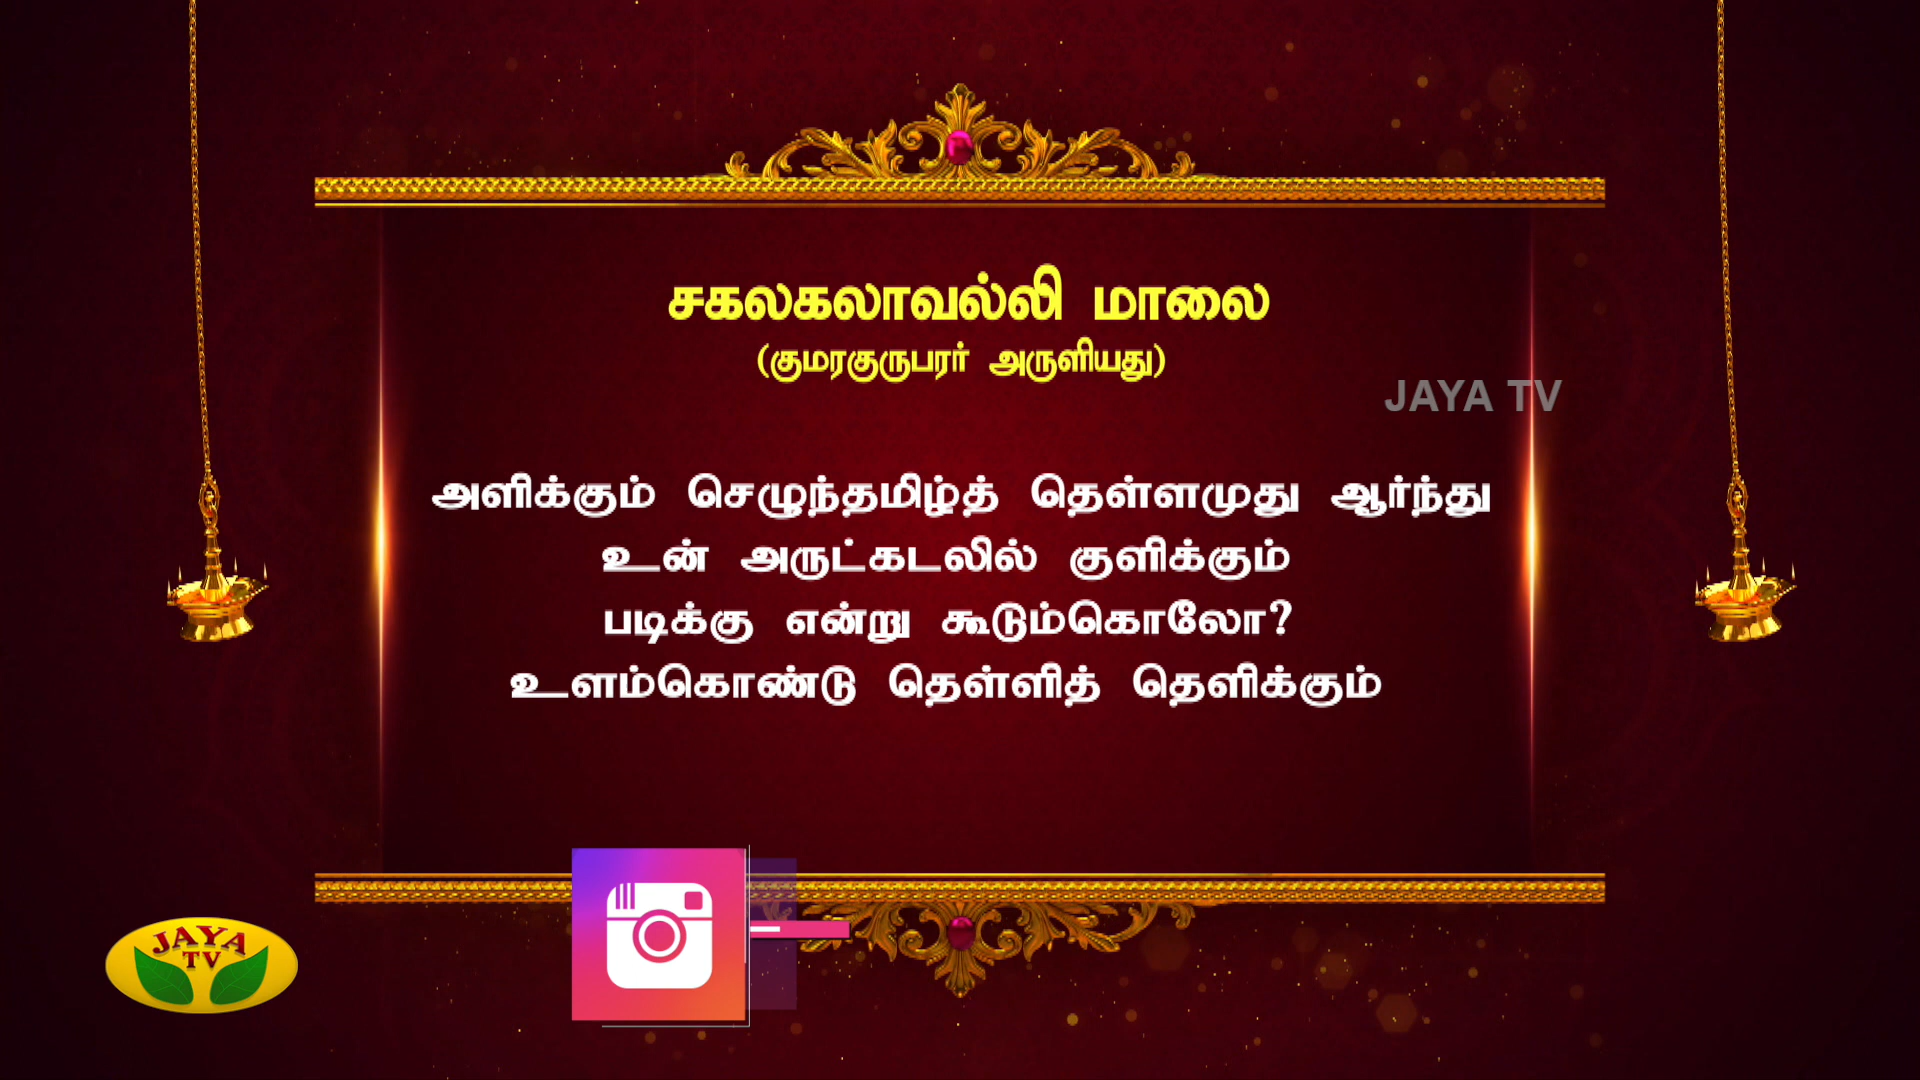 சகலகலாவல்லி மாலை
(குமரகுருபரர் அருளியது)
JAYA TV
அளிக்கும் செழுந்தமிழ்த் தெள்ளமுது ஆர்ந்து
உன் அருட்கடலில் குளிக்கும்
படிக்கு என்று கூடும்கொலோ?
உளம்கொண்டு தெள்ளித் தெளிக்கும்
JAYA
TV